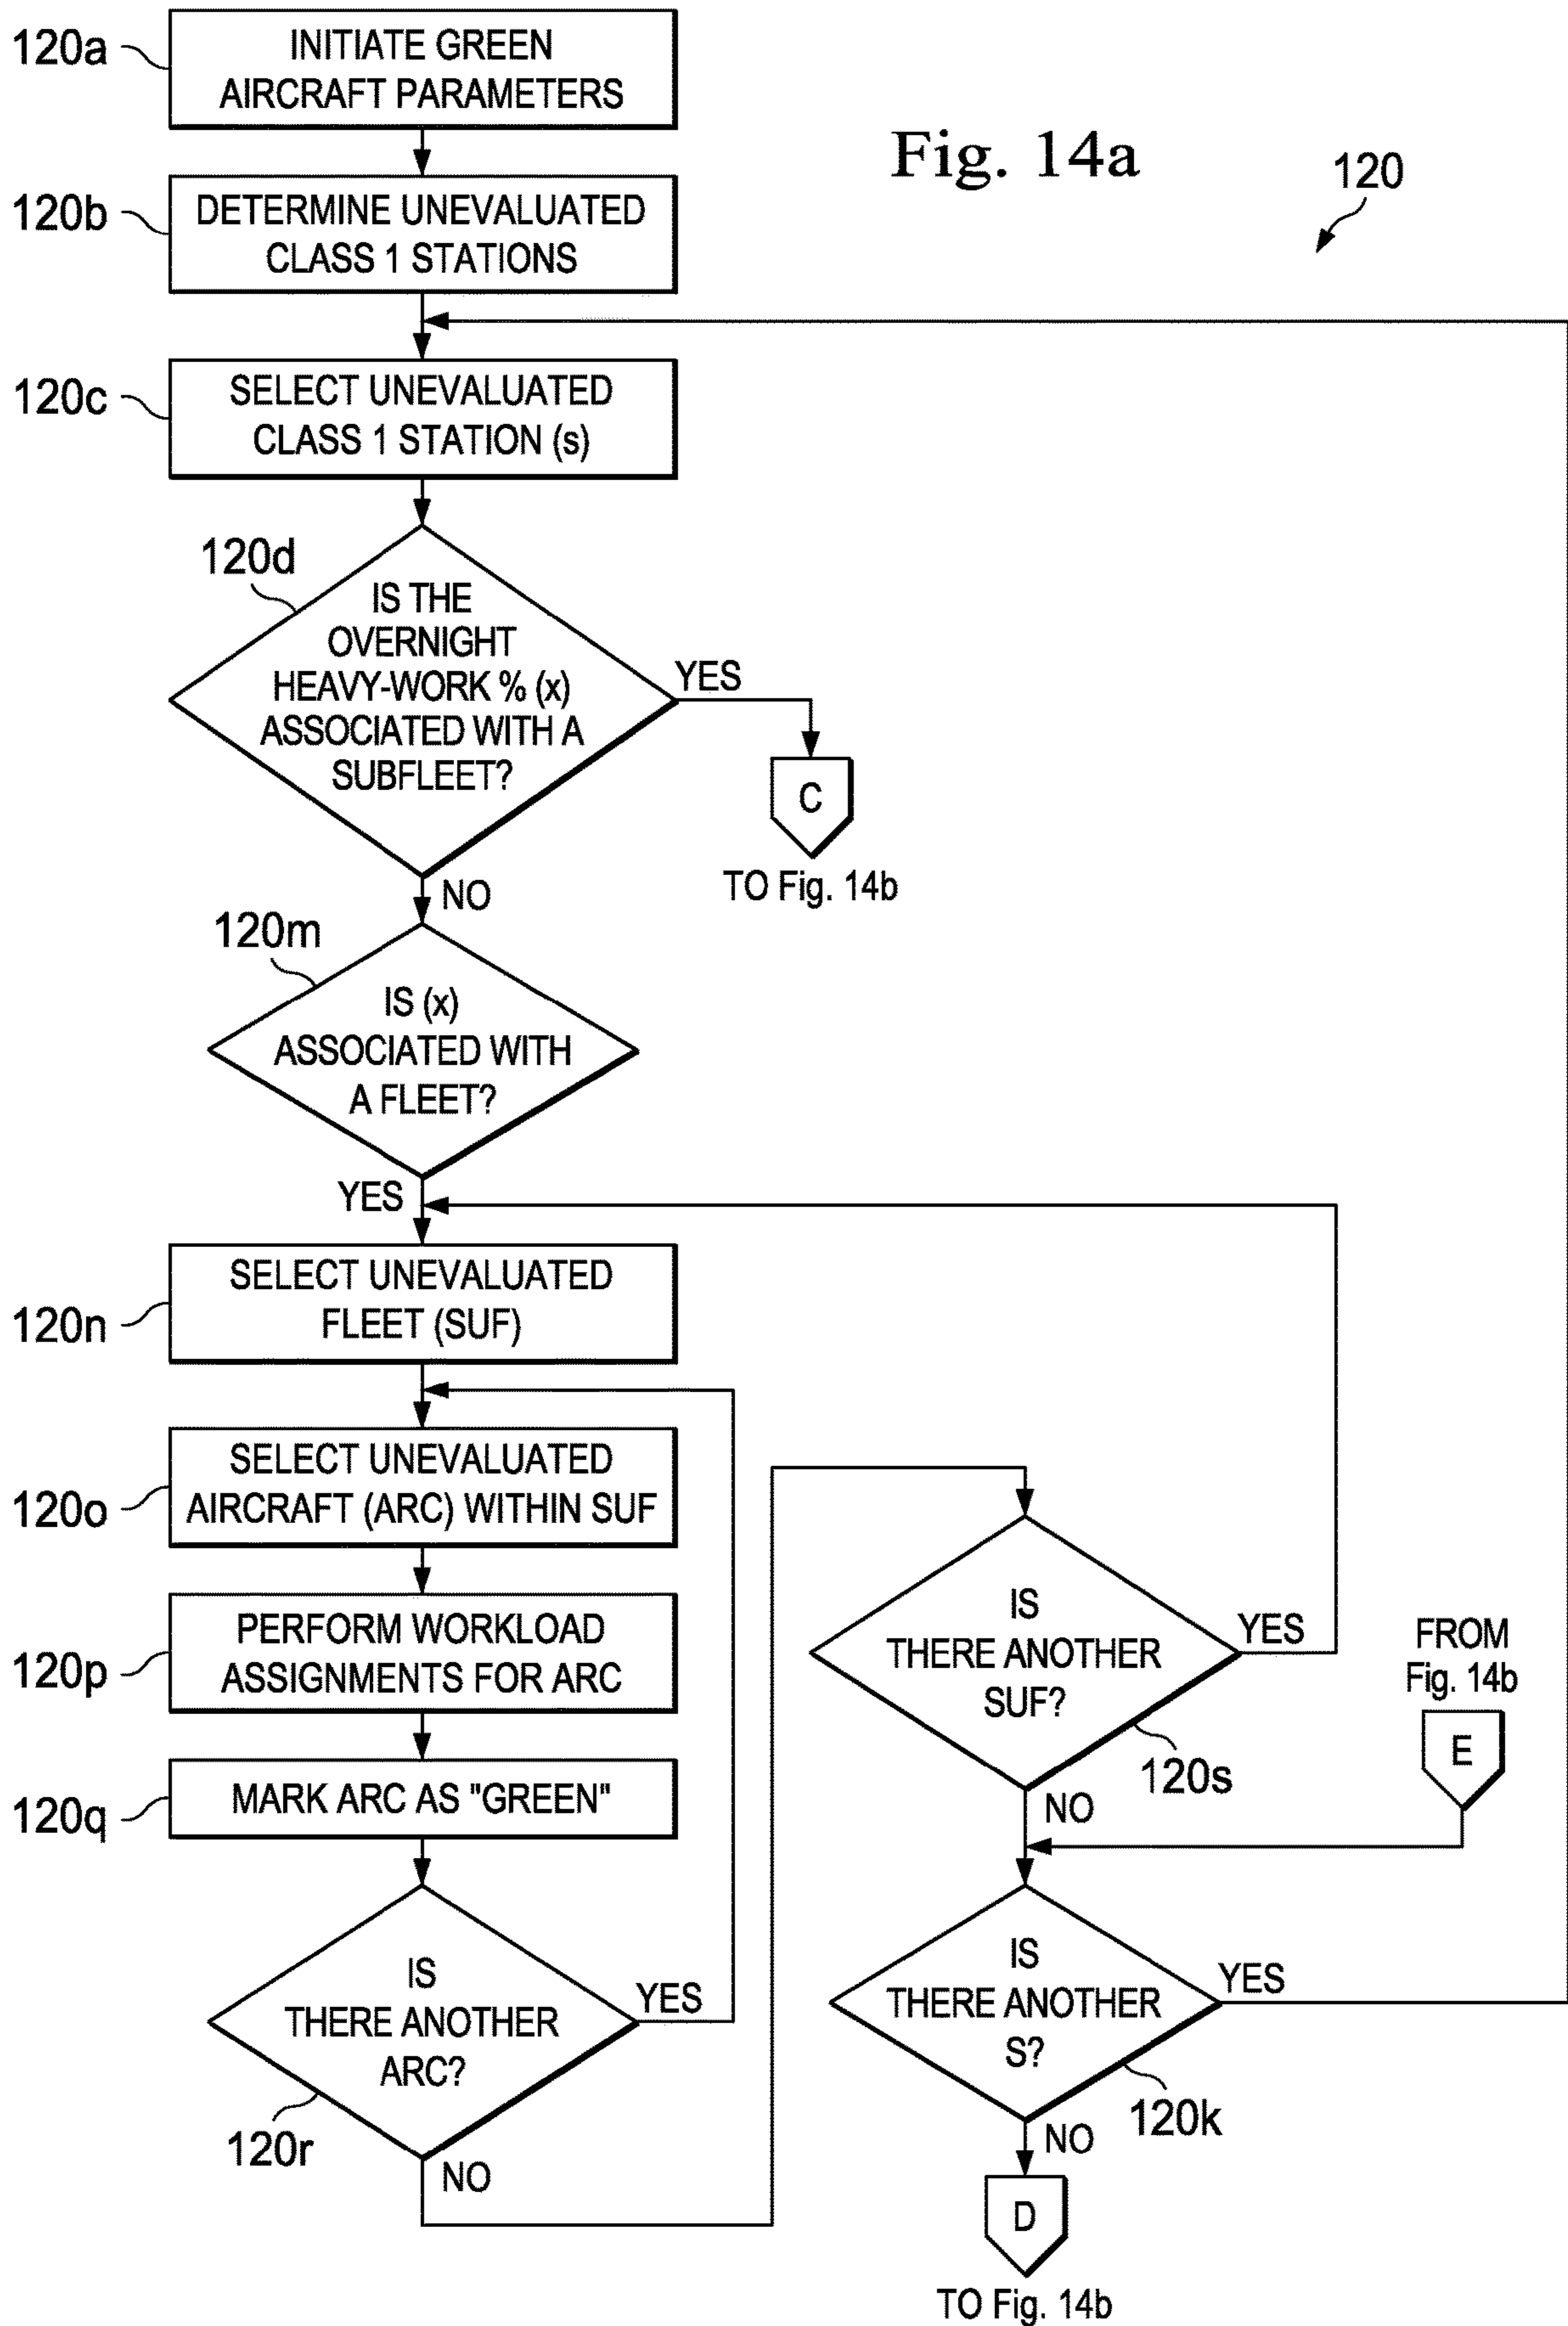 120a
INITIATE GREEN
AIRCRAFT PARAMETERS
Fig. 14a
120
120b
DETERMINE UNEVALUATED
CLASS 1 STATIONS
120c
SELECT UNEVALUATED
CLASS 1 STATION (s)
120d
IS THE
OVERNIGHT
HEAVY-WORK % (x)
ASSOCIATED WITH A
SUBFLEET?
YES
C
TO Fig. 14b
NO
120m
IS (x)
ASSOCIATED WITH
A FLEET?
YES
120n
SELECT UNEVALUATED
FLEET (SUF)
120o
SELECT UNEVALUATED
AIRCRAFT (ARC) WITHIN SUF
120p
PERFORM WORKLOAD
ASSIGNMENTS FOR ARC
120q
MARK ARC AS "GREEN"
IS
THERE ANOTHER
ARC?
YES
120r
NO
IS
THERE ANOTHER
SUF?
YES
120s
NO
FROM
Fig. 14b
E
IS
THERE ANOTHER
S?
YES
120k
NO
D
TO Fig. 14b